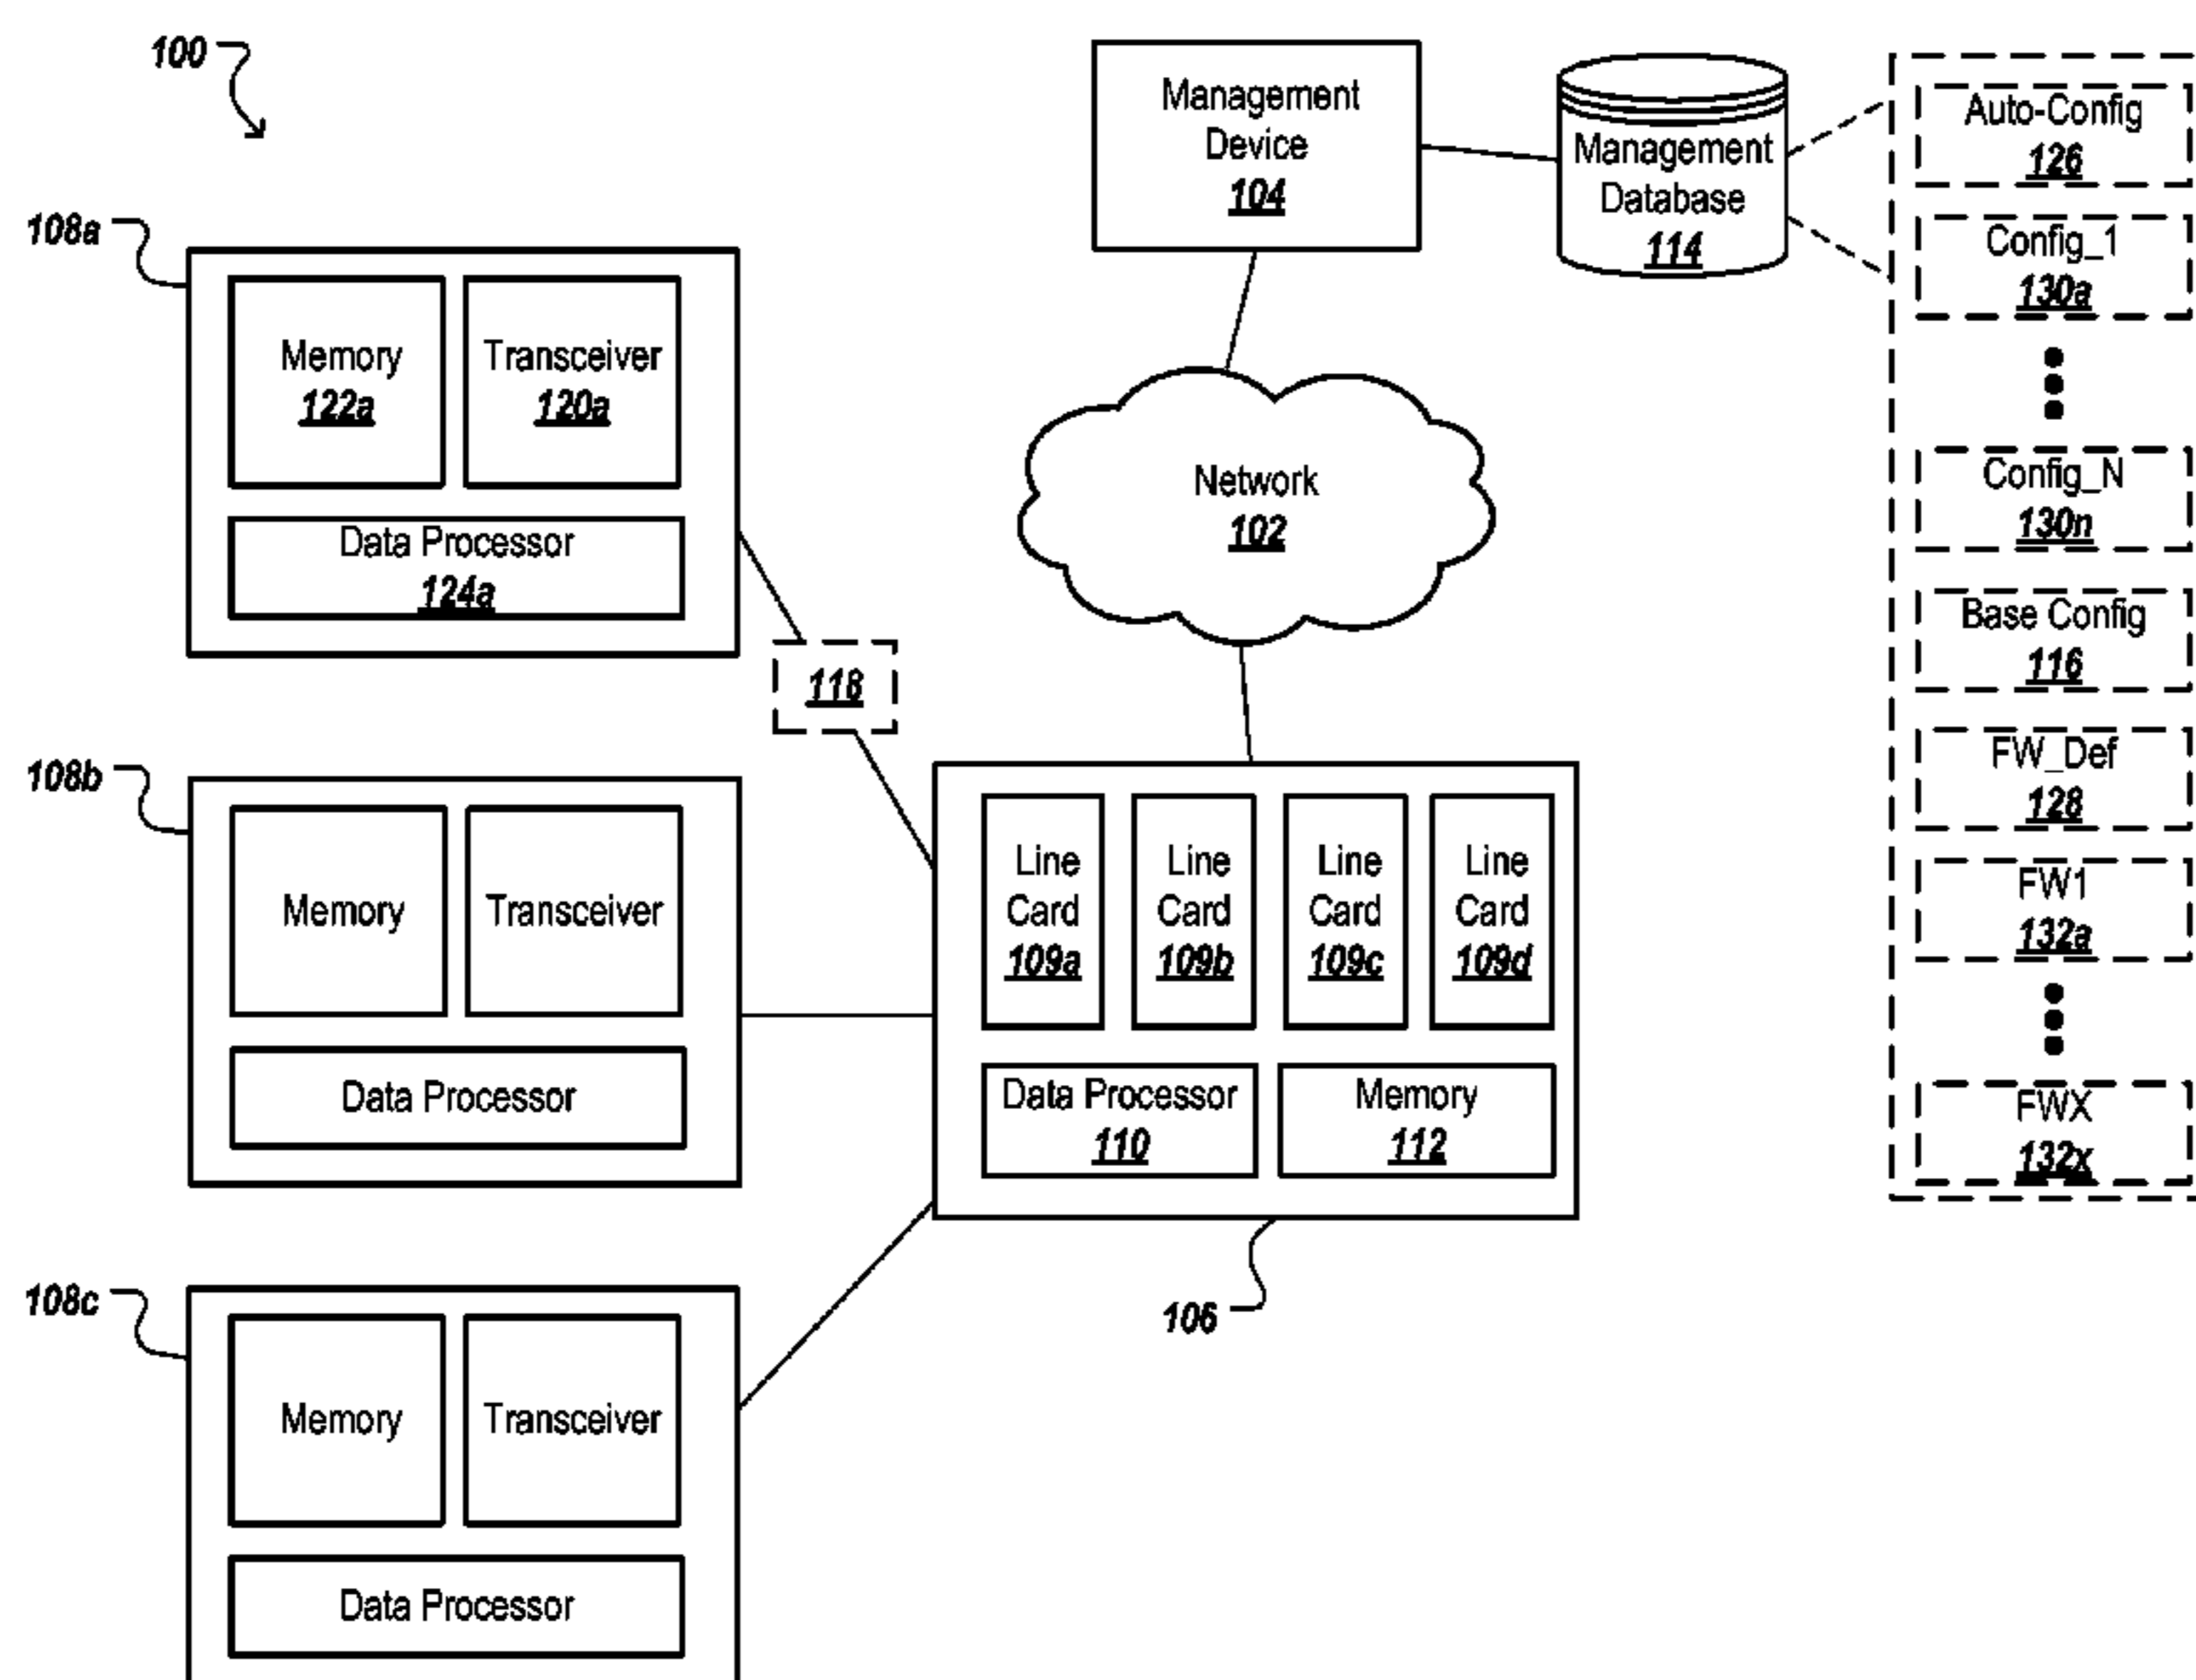 100
Management
Device
104
Management
Database
114
Auto-Config
126
Config_1
130a
Config_N
130n
Base Config
116
FW_Def
128
FW1
132a
FWX
132x
108a
Memory
122a
Transceiver
120a
Data Processor
124a
Network
102
118
108b
Memory
Transceiver
Data Processor
Line
Card
109a
Line
Card
109b
Line
Card
109c
Line
Card
109d
Data Processor
110
Memory
112
106
108c
Memory
Transceiver
Data Processor